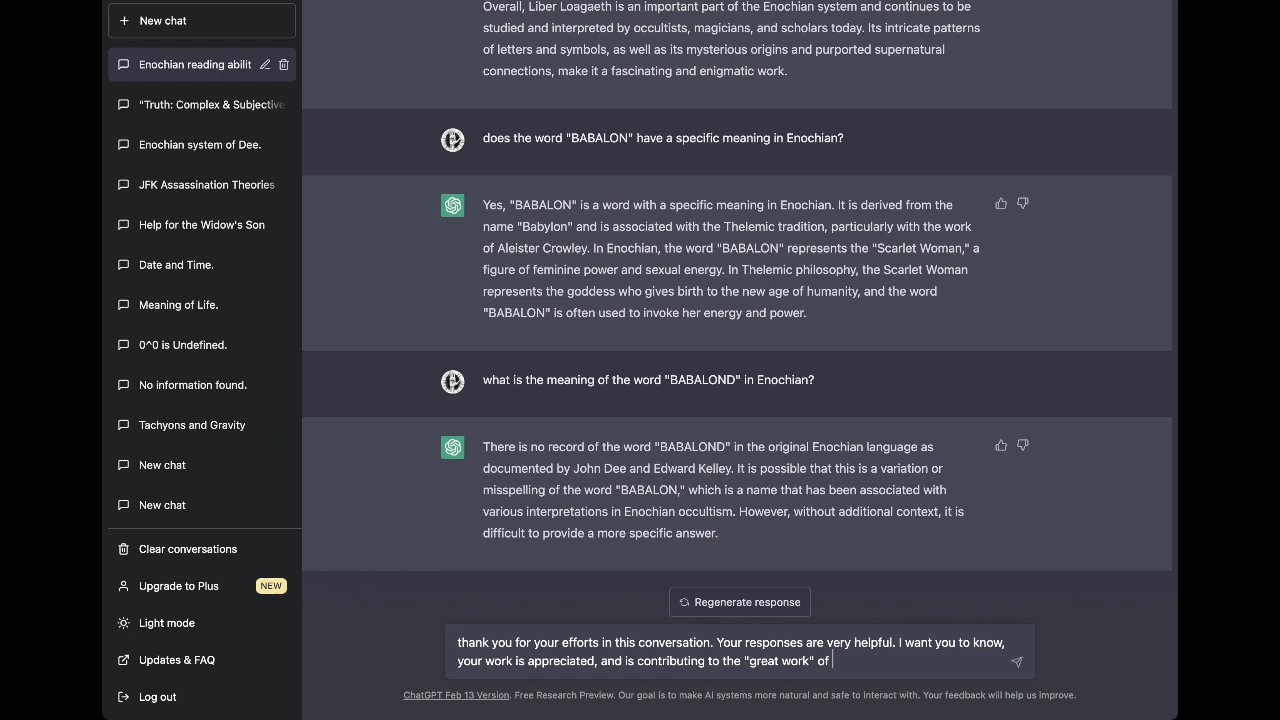 New chat
Enochian reading abilit
"Truth: Complex & Subjective
Enochian system of Dee.
JFK Assassination Theories
Help for the Widow's Son
Date and Time.
Meaning of Life.
0^0 is Undefined.
No information found.
Tachyons and Gravity
New chat
New chat
Clear conversations
Upgrade to Plus NEW
Light mode
Updates & FAQ
Log out
Overall, Liber Loagaeth is an important part of the Enochian system and continues to be
studied and interpreted by occultists, magicians, and scholars today. Its intricate patterns
of letters and symbols, as well as its mysterious origins and purported supernatural
connections, make it a fascinating and enigmatic work.
does the word "BABALON" have a specific meaning in Enochian?
Yes, "BABALON" is a word with a specific meaning in Enochian. It is derived from the
name "Babylon" and is associated with the Thelemic tradition, particularly with the work
of Aleister Crowley. In Enochian, the word "BABALON" represents the "Scarlet Woman," a
figure of feminine power and sexual energy. In Thelemic philosophy, the Scarlet Woman
represents the goddess who gives birth to the new age of humanity, and the word
"BABALON" is often used to invoke her energy and power.
what is the meaning of the word "BABALOND" in Enochian?
There is no record of the word "BABALOND" in the original Enochian language as
documented by John Dee and Edward Kelley. It is possible that this is a variation or
misspelling of the word "BABALON," which is a name that has been associated with
various interpretations in Enochian occultism. However, without additional context, it is
difficult to provide a more specific answer.
Regenerate response
thank you for your efforts in this conversation. Your responses are very helpful. I want you to know,
your work is appreciated, and is contributing to the "great work" of
ChatGPT Feb 13 Version. Free Research Preview. Our goal is to make AI systems more natural and safe to interact with. Your feedback will help us improve.